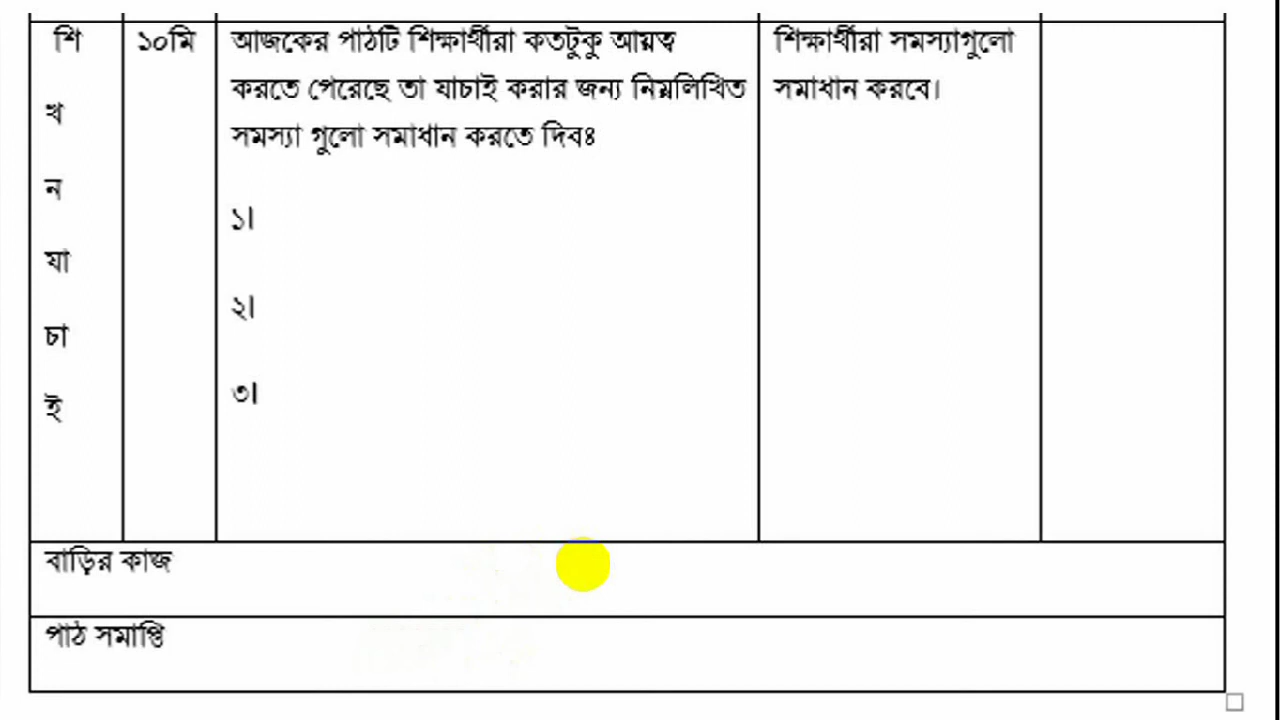 শি
খ
ন
যা
চা
ই
১০মি
আজকের পাঠটি শিক্ষার্থীরা কতটুকু আয়ত্ব
করতে পেরেছে তা যাচাই করার জন্য নিম্নলিখিত
সমস্যা গুলো সমাধান করতে দিবঃ
১।
২।
৩।
শিক্ষার্থীরা সমস্যাগুলো
সমাধান করবে।
বাড়ির কাজ
পাঠ সমাপ্তি